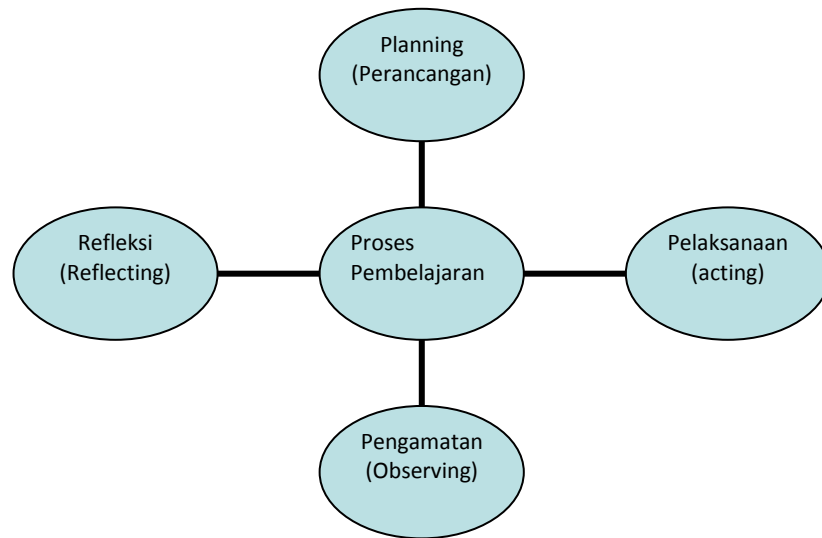 Planning
(Perancangan)
Refleksi
(Reflecting)
Proses
Pembelajaran
Pelaksanaan
(acting)
Pengamatan
(Observing)